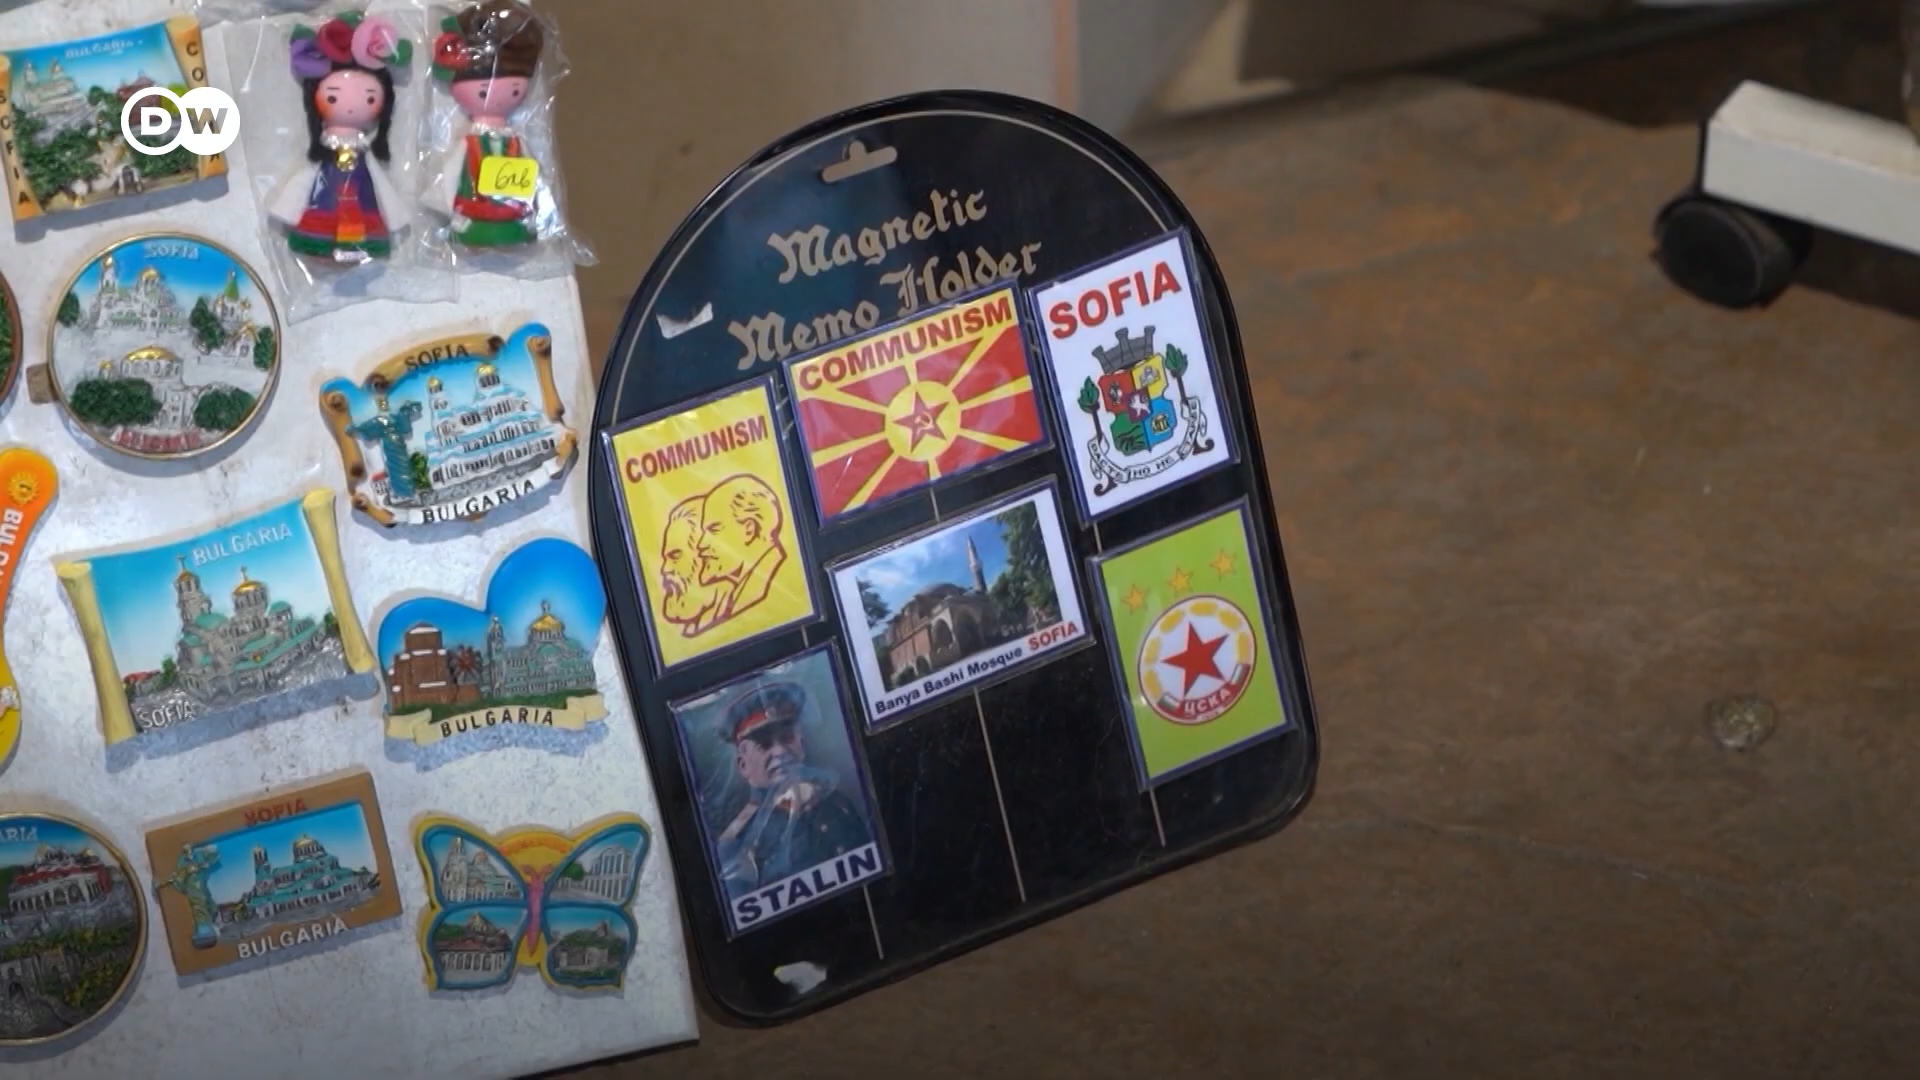 BULGARIA
SOFIA
DW
6лв
SOFIA
SOFIA
BULGARIA
BULGARIA
SOFIA
BULGARIA
SOFIA
BULGARIA
Magnetic
Memo Holder
COMMUNISM
COMMUNISM
SOFIA
Banya Bashi Mosque SOFIA
ЦСКА
STALIN